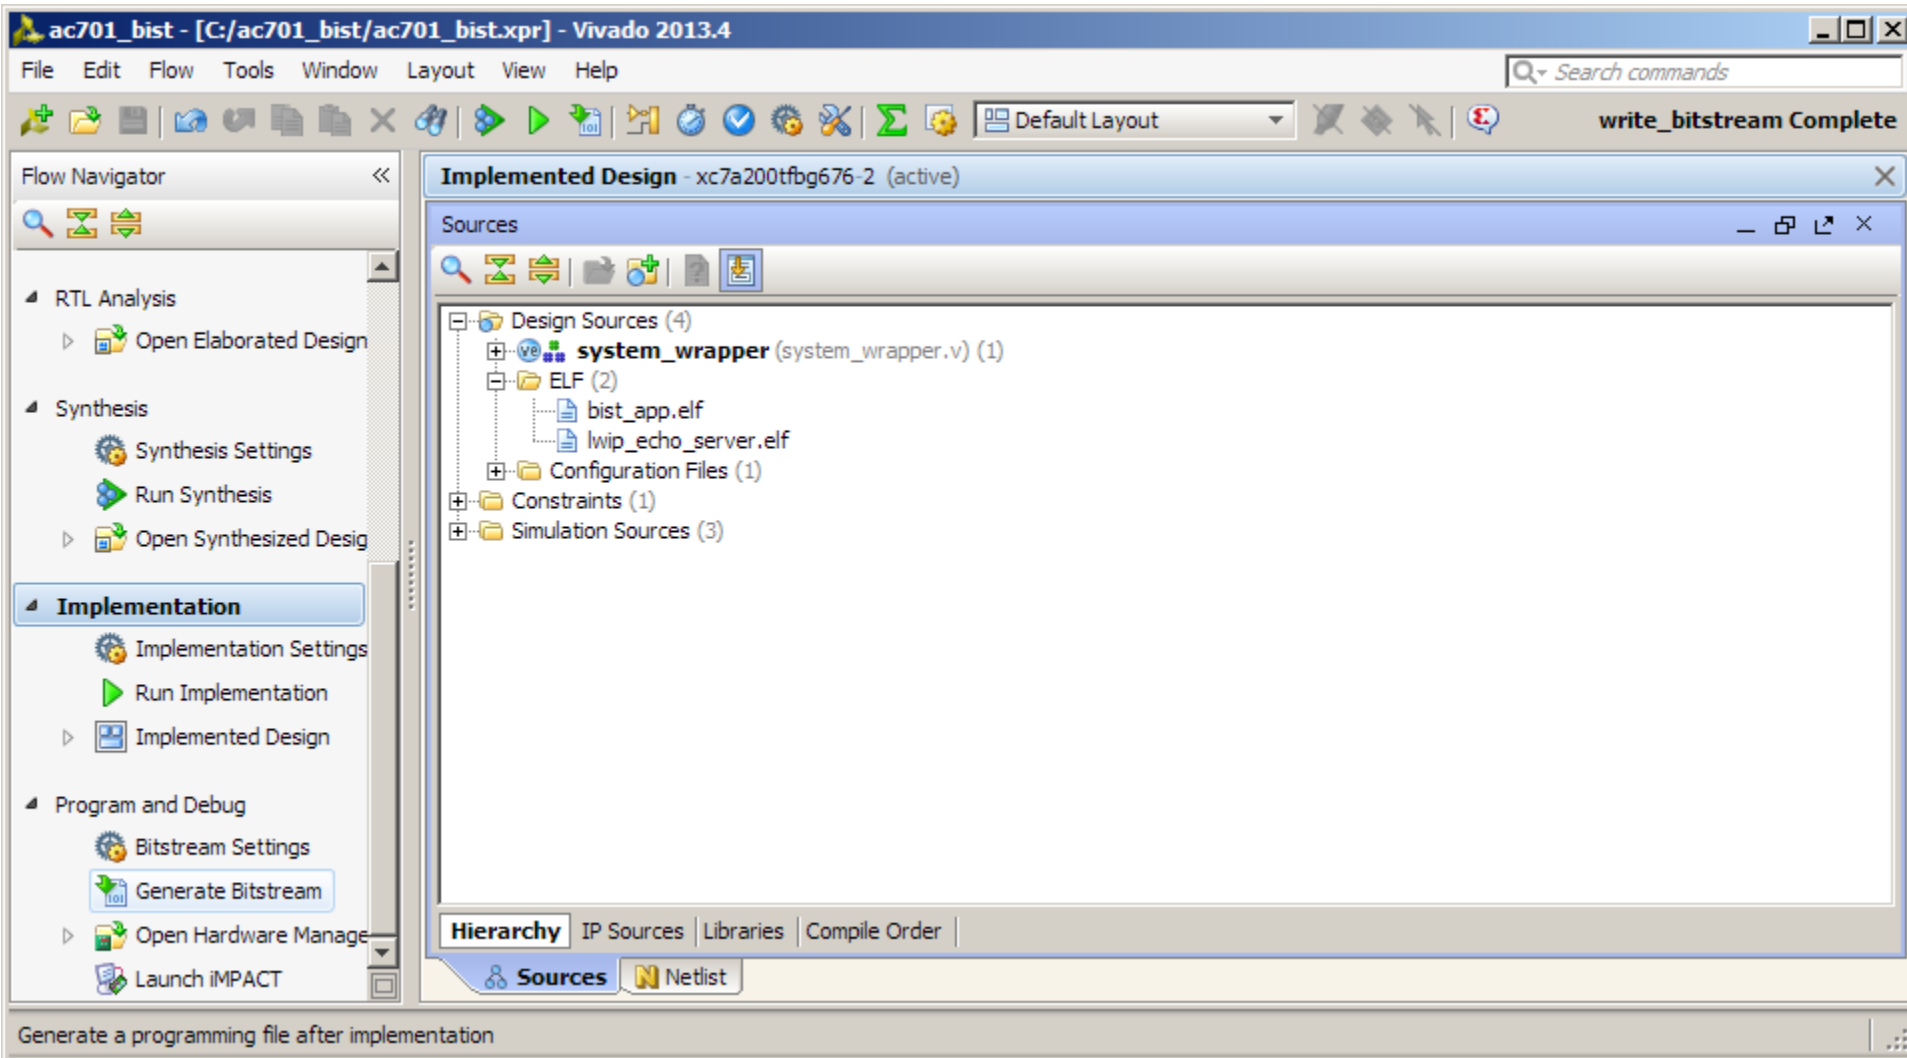 ac701_bist - [C:/ac701_bist/ac701_bist.xpr] - Vivado 2013.4
File Edit Flow Tools Window Layout View Help
Search commands
Default Layout
write_bitstream Complete
Flow Navigator
RTL Analysis
Open Elaborated Design
Synthesis
Synthesis Settings
Run Synthesis
Open Synthesized Desig
Implementation
Implementation Settings
Run Implementation
Implemented Design
Program and Debug
Bitstream Settings
Generate Bitstream
Open Hardware Manage
Launch iMPACT
Implemented Design - xc7a200tfbg676-2 (active)
Sources
Design Sources (4)
system_wrapper (system_wrapper.v) (1)
ELF (2)
bist_app.elf
lwip_echo_server.elf
Configuration Files (1)
Constraints (1)
Simulation Sources (3)
Hierarchy IP Sources Libraries Compile Order
Sources Netlist
Generate a programming file after implementation